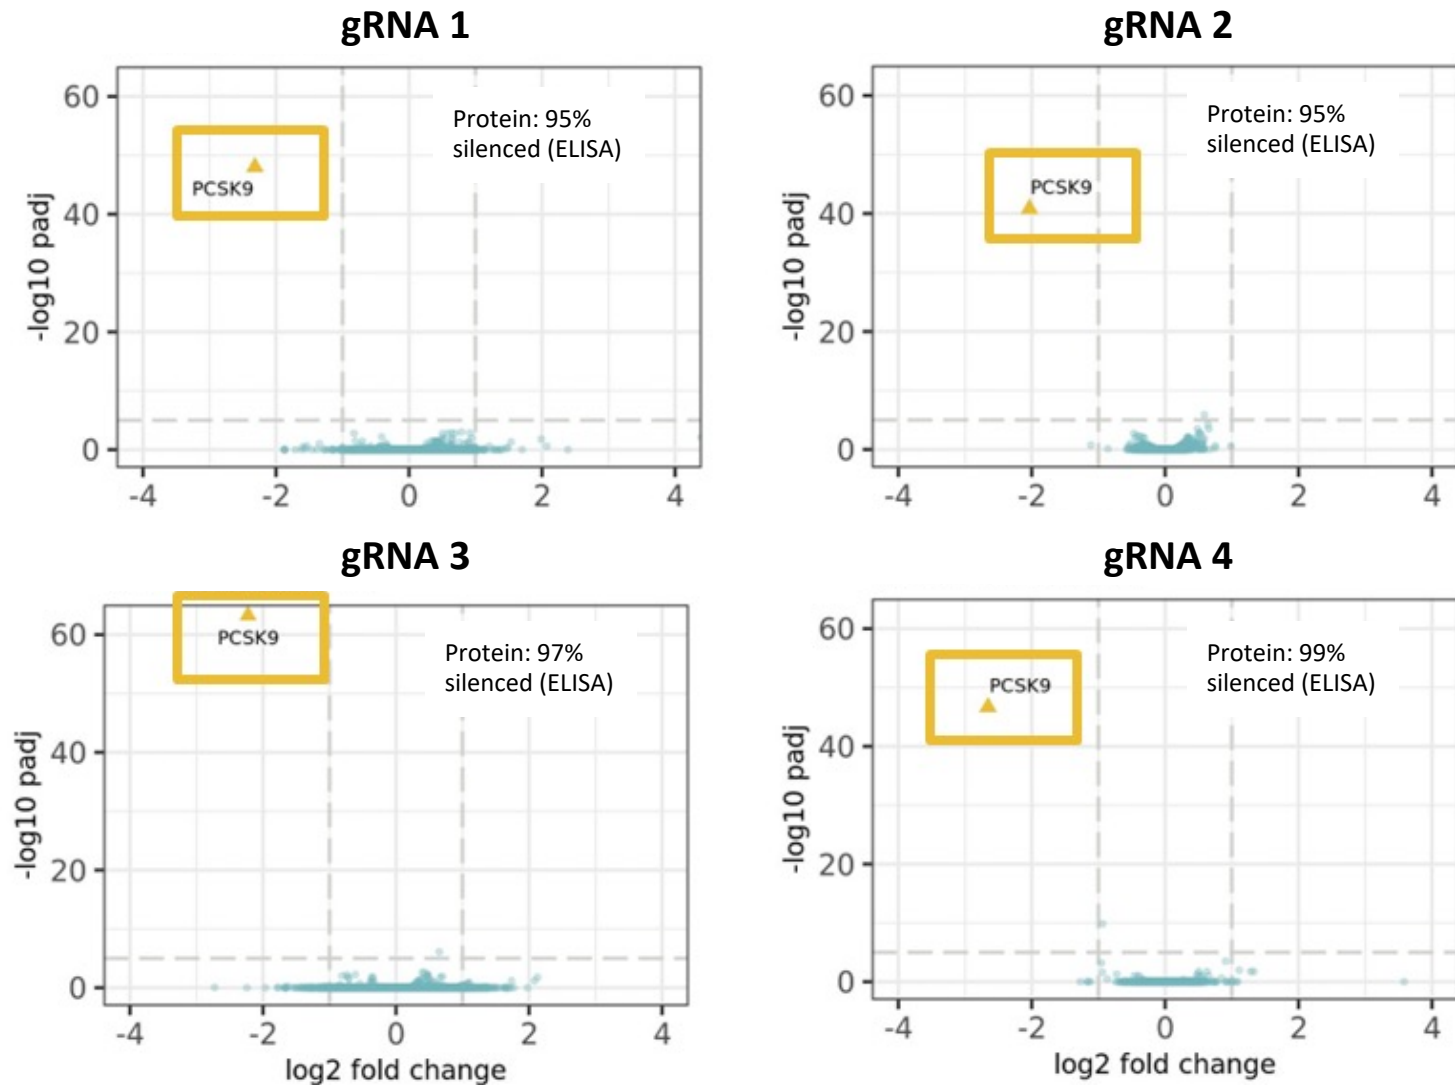 gRNA 1
60
40
20
0
-4
-2
0
2
4
-log10 padj
PCSK9
Protein: 95%
silenced (ELISA)
gRNA 2
60
40
20
0
-4
-2
0
2
4
-log10 padj
PCSK9
Protein: 95%
silenced (ELISA)
gRNA 3
60
40
20
0
-4
-2
0
2
4
-log10 padj
log2 fold change
PCSK9
Protein: 97%
silenced (ELISA)
gRNA 4
60
40
20
0
-4
-2
0
2
4
-log10 padj
log2 fold change
PCSK9
Protein: 99%
silenced (ELISA)